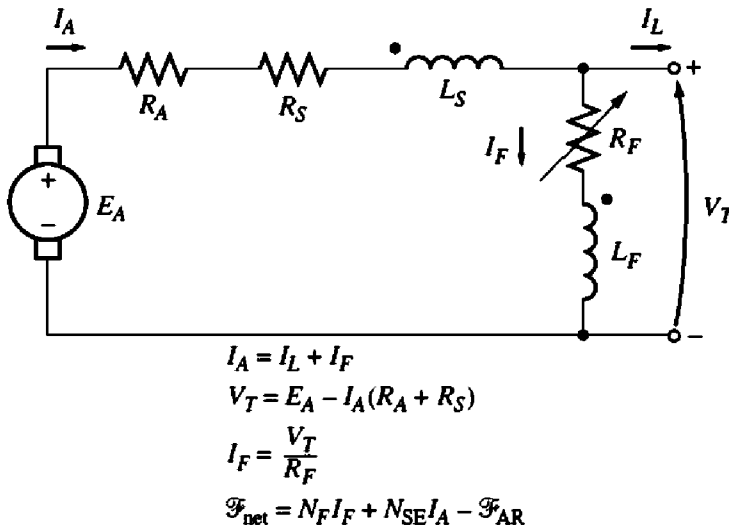 I_A
I_L
R_A
R_S
L_S
+
I_F
R_F
+
−
E_A
V_T
L_F
−
I_A = I_L + I_F
V_T = E_A − I_A(R_A + R_S)
I_F = V_T / R_F
ℱ_net = N_F I_F + N_SE I_A − ℱ_AR